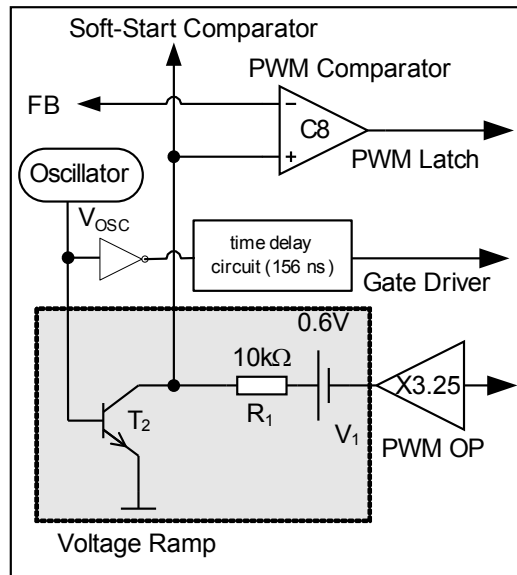 Soft-Start Comparator
PWM Comparator
FB
−
C8
+
PWM Latch
Oscillator
VOSC
time delay
circuit (156 ns)
Gate Driver
0.6V
10kΩ
X3.25
T2
R1
V1
PWM OP
Voltage Ramp